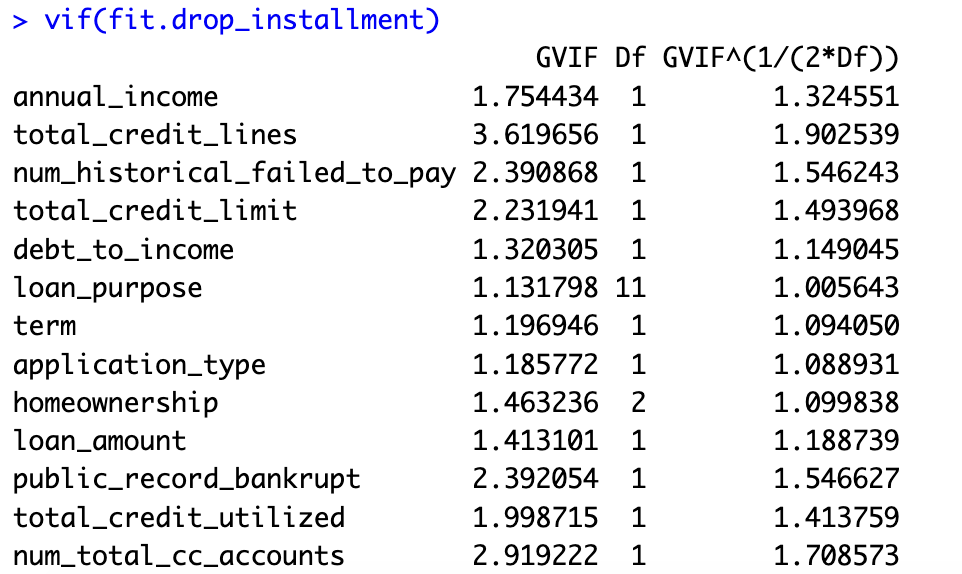 > vif(fit.drop_installment)
GVIF Df GVIF^(1/(2*Df))
annual_income 1.754434 1 1.324551
total_credit_lines 3.619656 1 1.902539
num_historical_failed_to_pay 2.390868 1 1.546243
total_credit_limit 2.231941 1 1.493968
debt_to_income 1.320305 1 1.149045
loan_purpose 1.131798 11 1.005643
term 1.196946 1 1.094050
application_type 1.185772 1 1.088931
homeownership 1.463236 2 1.099838
loan_amount 1.413101 1 1.188739
public_record_bankrupt 2.392054 1 1.546627
total_credit_utilized 1.998715 1 1.413759
num_total_cc_accounts 2.919222 1 1.708573